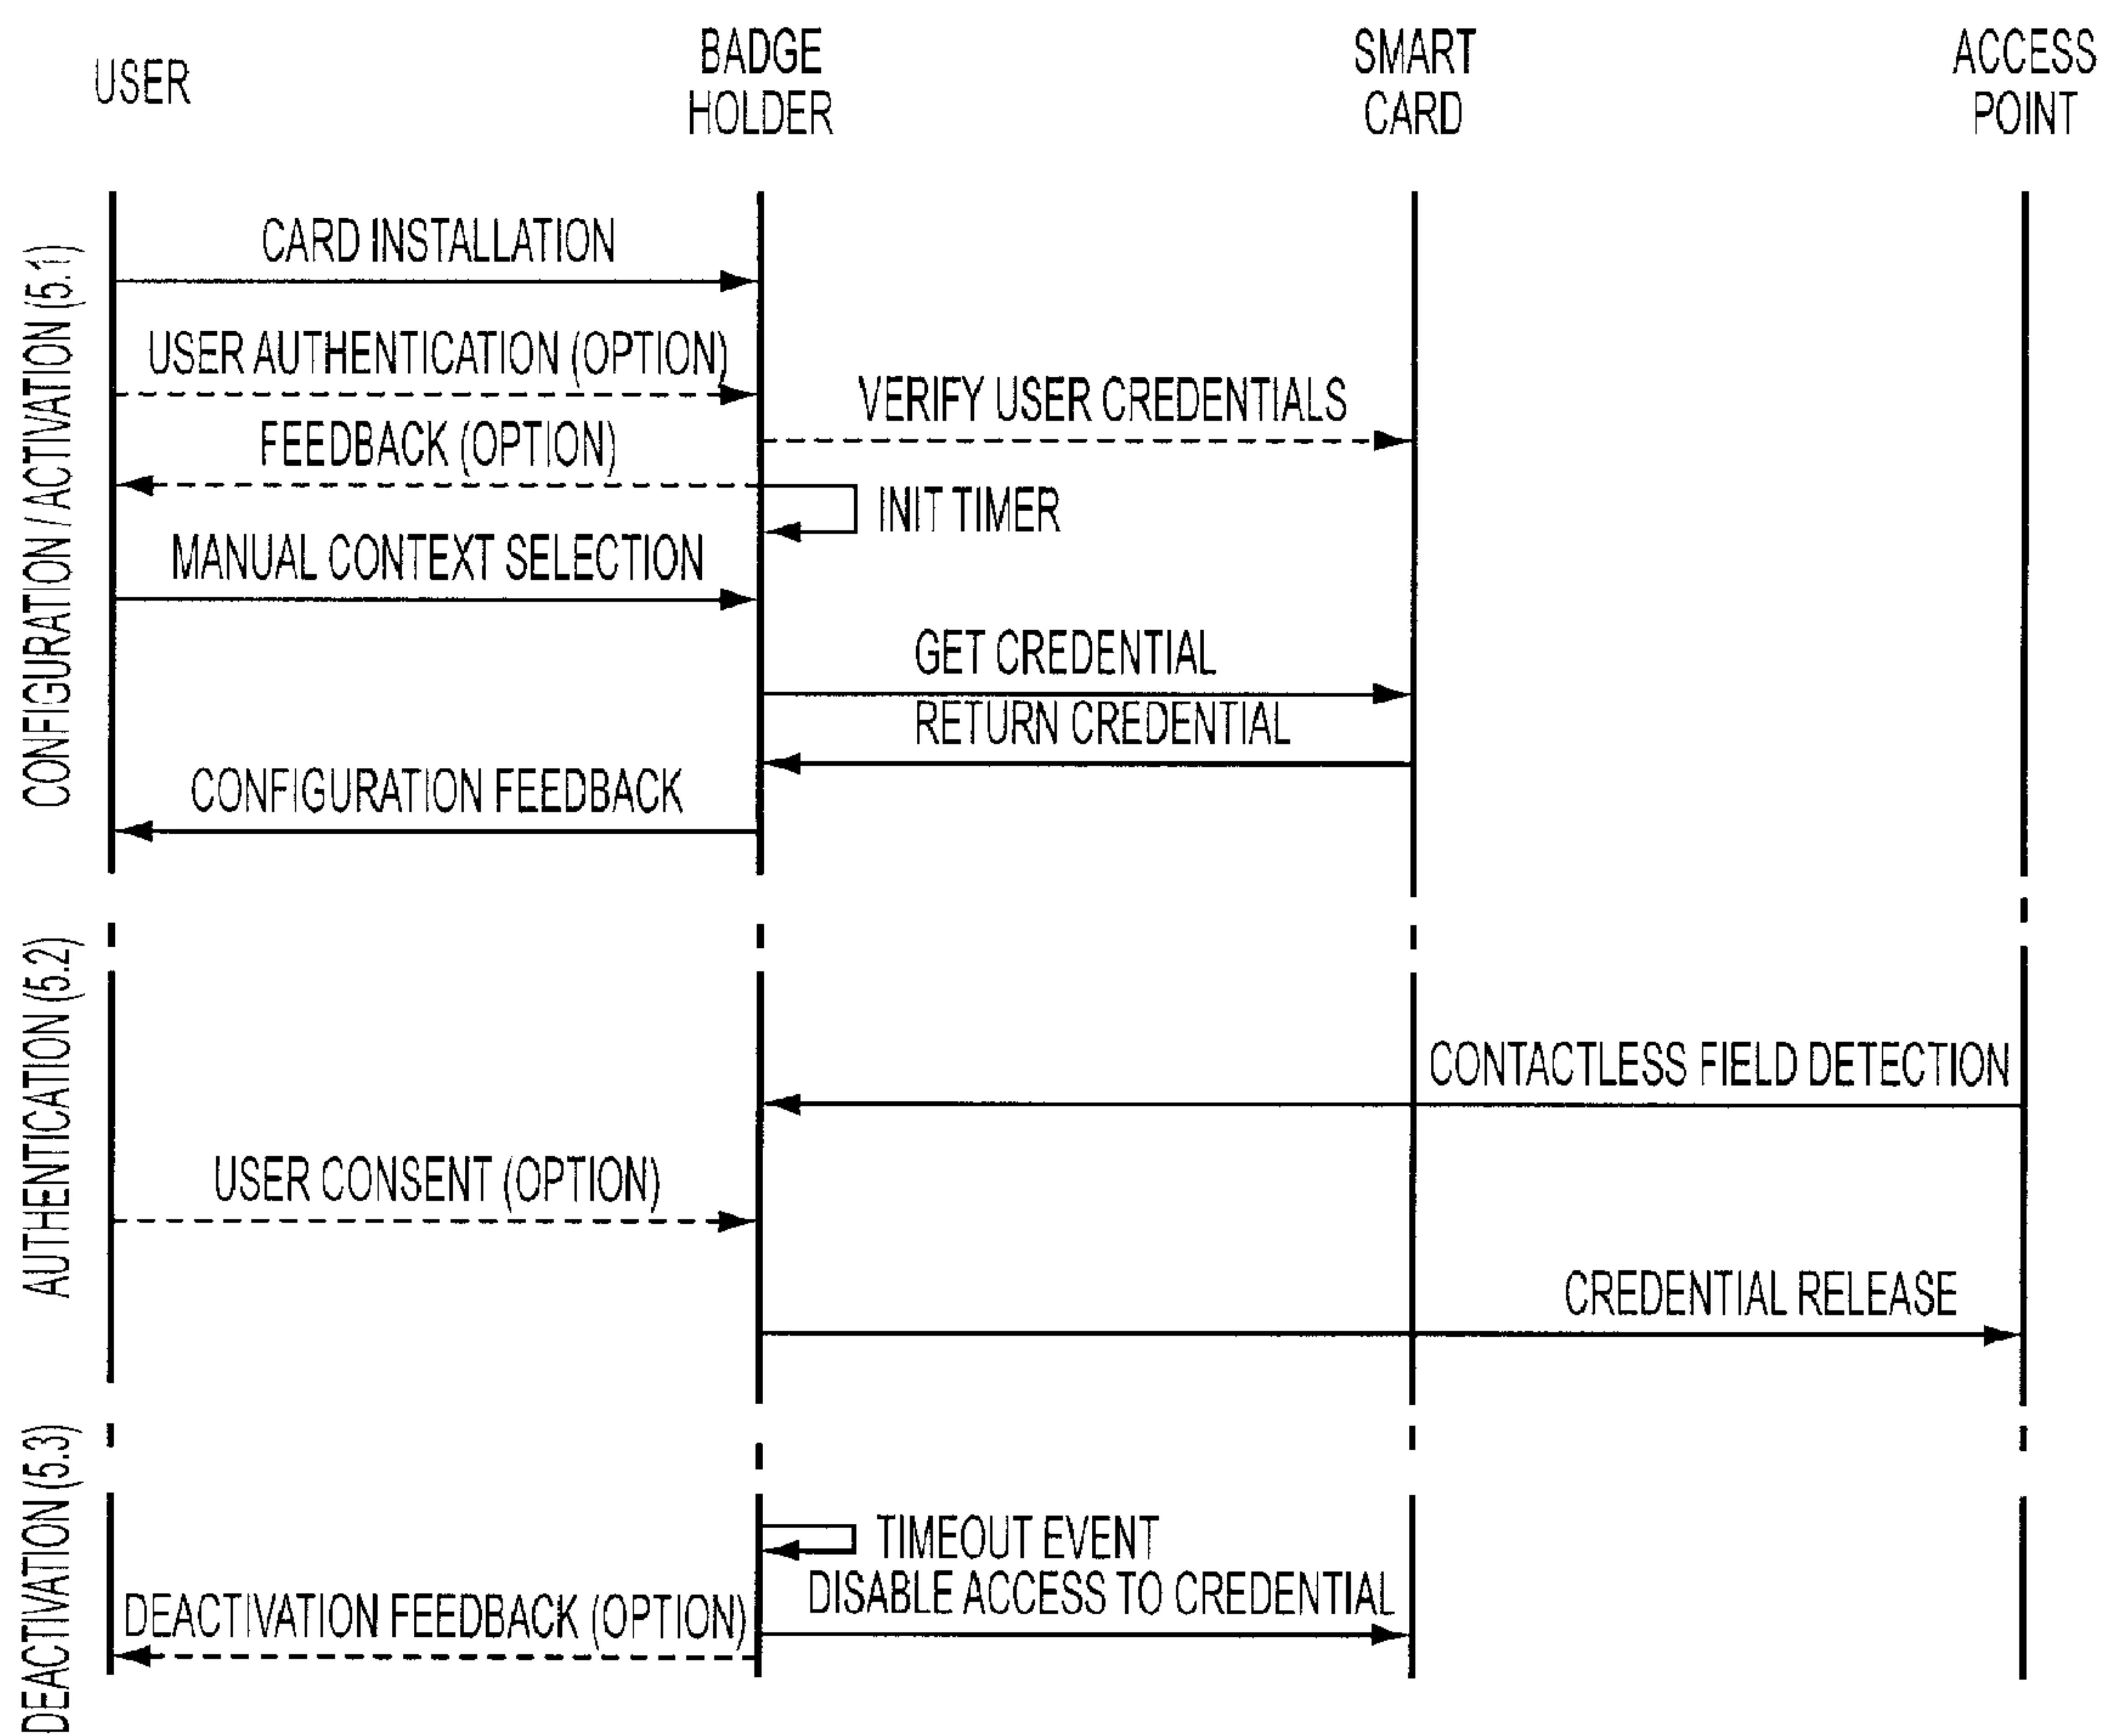 USER
BADGE
HOLDER
SMART
CARD
ACCESS
POINT
CONFIGURATION / ACTIVATION (5.1)
CARD INSTALLATION
USER AUTHENTICATION (OPTION)
VERIFY USER CREDENTIALS
FEEDBACK (OPTION)
INIT TIMER
MANUAL CONTEXT SELECTION
GET CREDENTIAL
RETURN CREDENTIAL
CONFIGURATION FEEDBACK
AUTHENTICATION (5.2)
CONTACTLESS FIELD DETECTION
USER CONSENT (OPTION)
CREDENTIAL RELEASE
DEACTIVATION (5.3)
TIMEOUT EVENT
DISABLE ACCESS TO CREDENTIAL
DEACTIVATION FEEDBACK (OPTION)